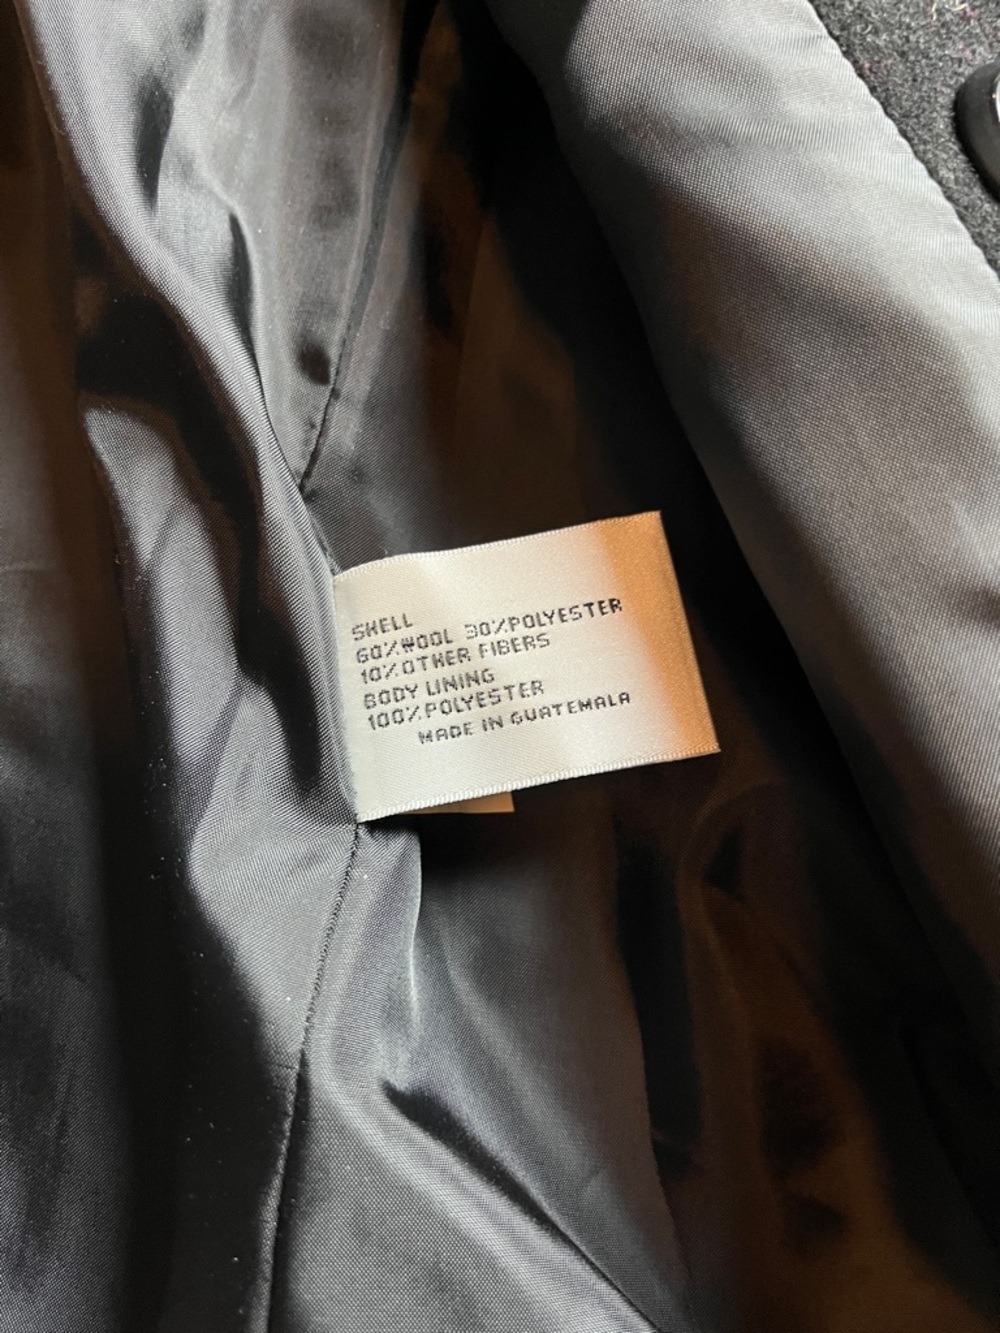 SHELL
60%WOOL 30%POLYESTER
10%OTHER FIBERS
BODY LINING
100%POLYESTER
MADE IN GUATEMALA